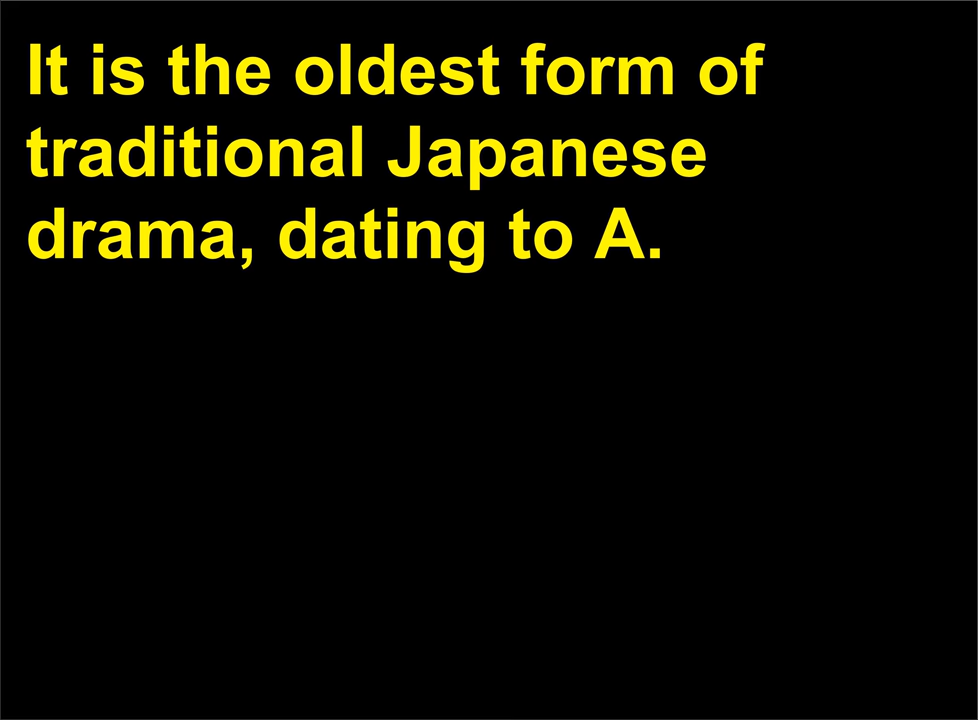 It is the oldest form of
traditional Japanese
drama, dating to A.